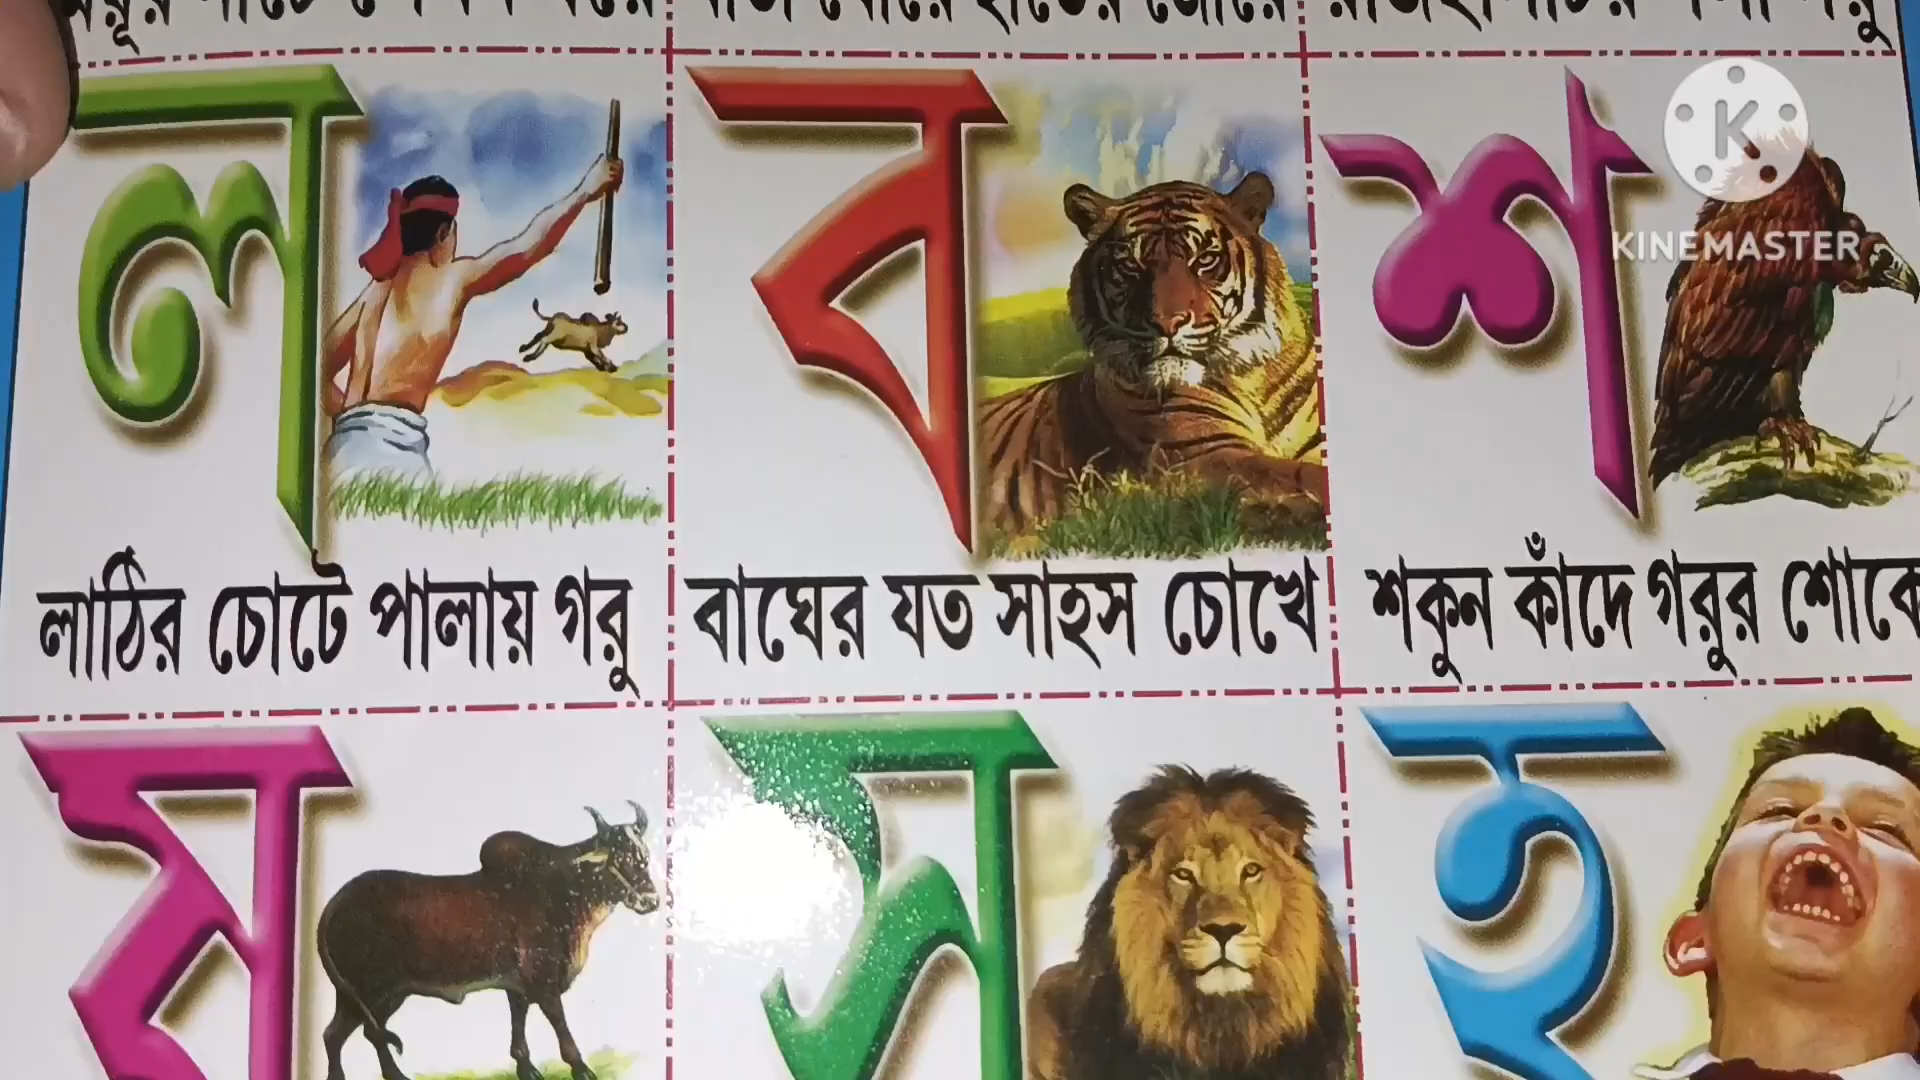 ল
ব
শ
K
KINEMASTER
লাঠির চোটে পালায় গরু
বাঘের যত সাহস চোখে
শকুন কাঁদে গরুর শোকে
ষ
স
হ